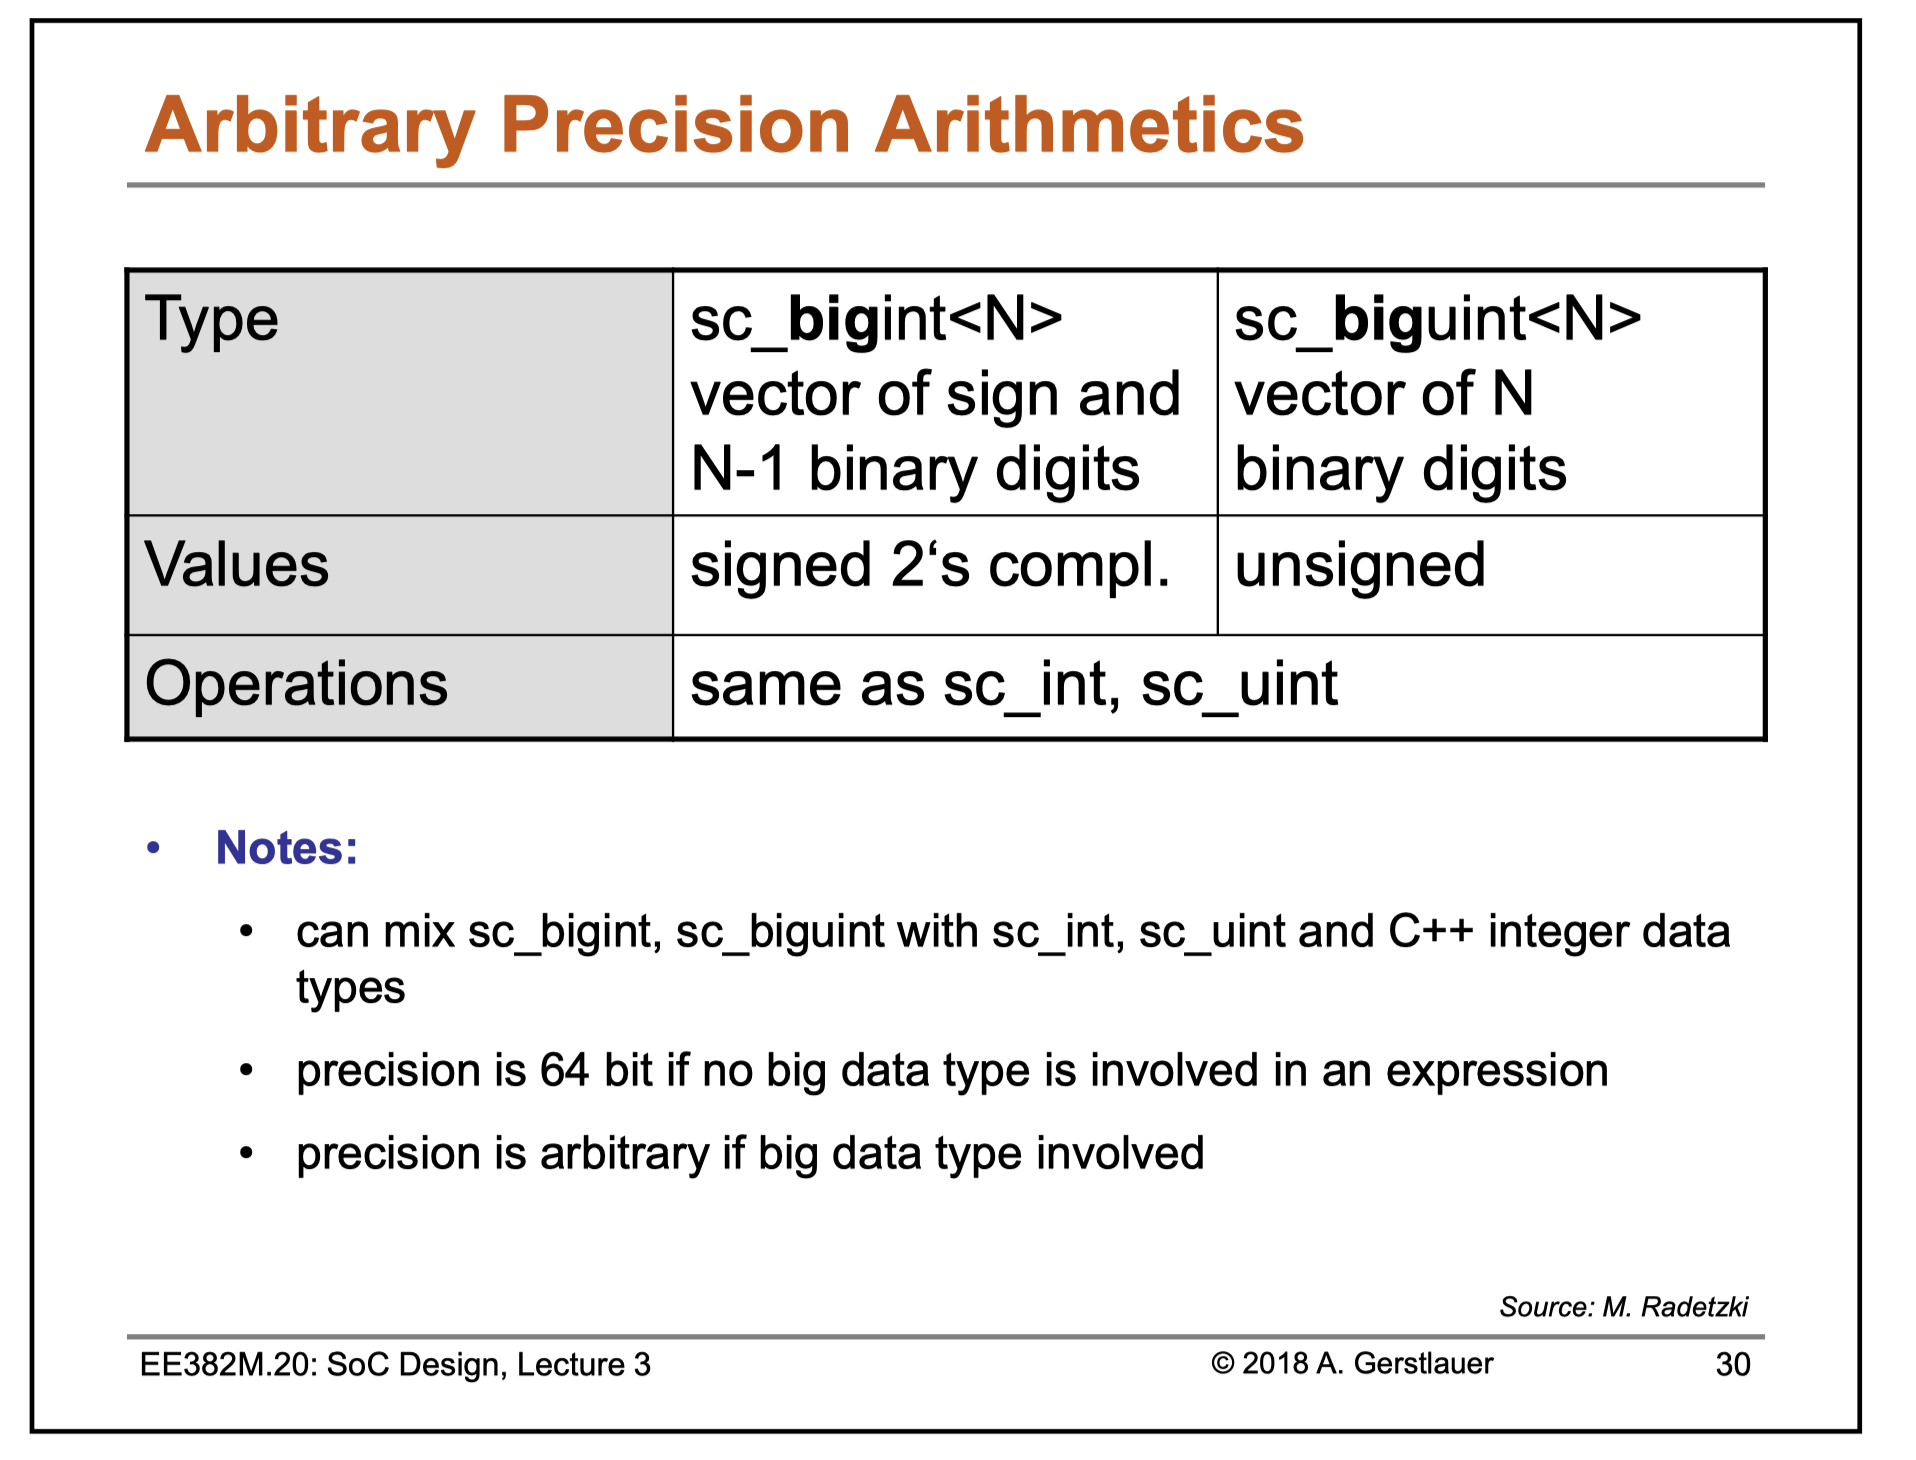 Arbitrary Precision Arithmetics
Type
sc_bigint<N>
vector of sign and
N-1 binary digits
sc_biguint<N>
vector of N
binary digits
Values
signed 2‘s compl.
unsigned
Operations
same as sc_int, sc_uint
• Notes:
• can mix sc_bigint, sc_biguint with sc_int, sc_uint and C++ integer data
types
• precision is 64 bit if no big data type is involved in an expression
• precision is arbitrary if big data type involved
Source: M. Radetzki
EE382M.20: SoC Design, Lecture 3
© 2018 A. Gerstlauer
30